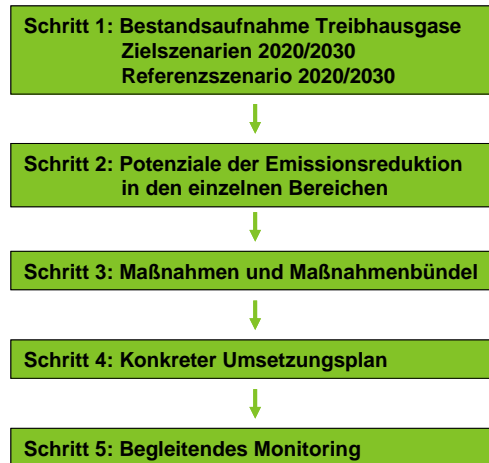 Schritt 1: Bestandsaufnahme Treibhausgase
Zielszenarien 2020/2030
Referenzszenario 2020/2030
Schritt 2: Potenziale der Emissionsreduktion
in den einzelnen Bereichen
Schritt 3: Maßnahmen und Maßnahmenbündel
Schritt 4: Konkreter Umsetzungsplan
Schritt 5: Begleitendes Monitoring